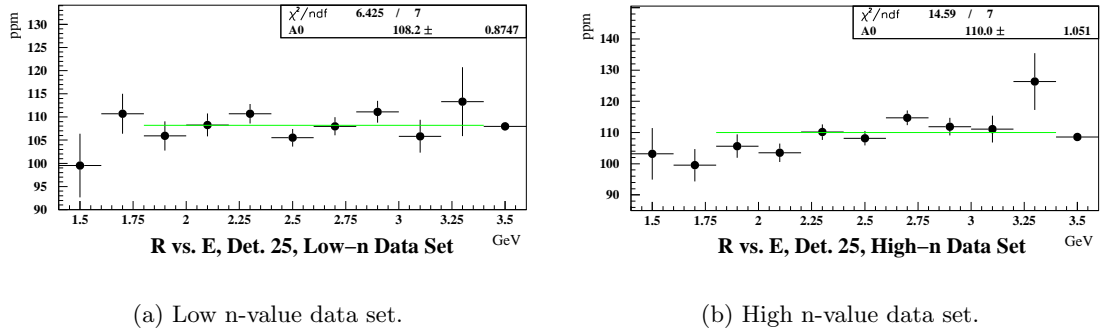 ppm
χ²/ndf 6.425 / 7
A0 108.2 ± 0.8747
130
125
120
115
110
105
100
95
90
1.5 1.75 2 2.25 2.5 2.75 3 3.25 3.5
GeV
R vs. E, Det. 25, Low–n Data Set
(a) Low n-value data set.
ppm
χ²/ndf 14.59 / 7
A0 110.0 ± 1.051
150
140
130
120
110
100
90
1.5 1.75 2 2.25 2.5 2.75 3 3.25 3.5
GeV
R vs. E, Det. 25, High–n Data Set
(b) High n-value data set.